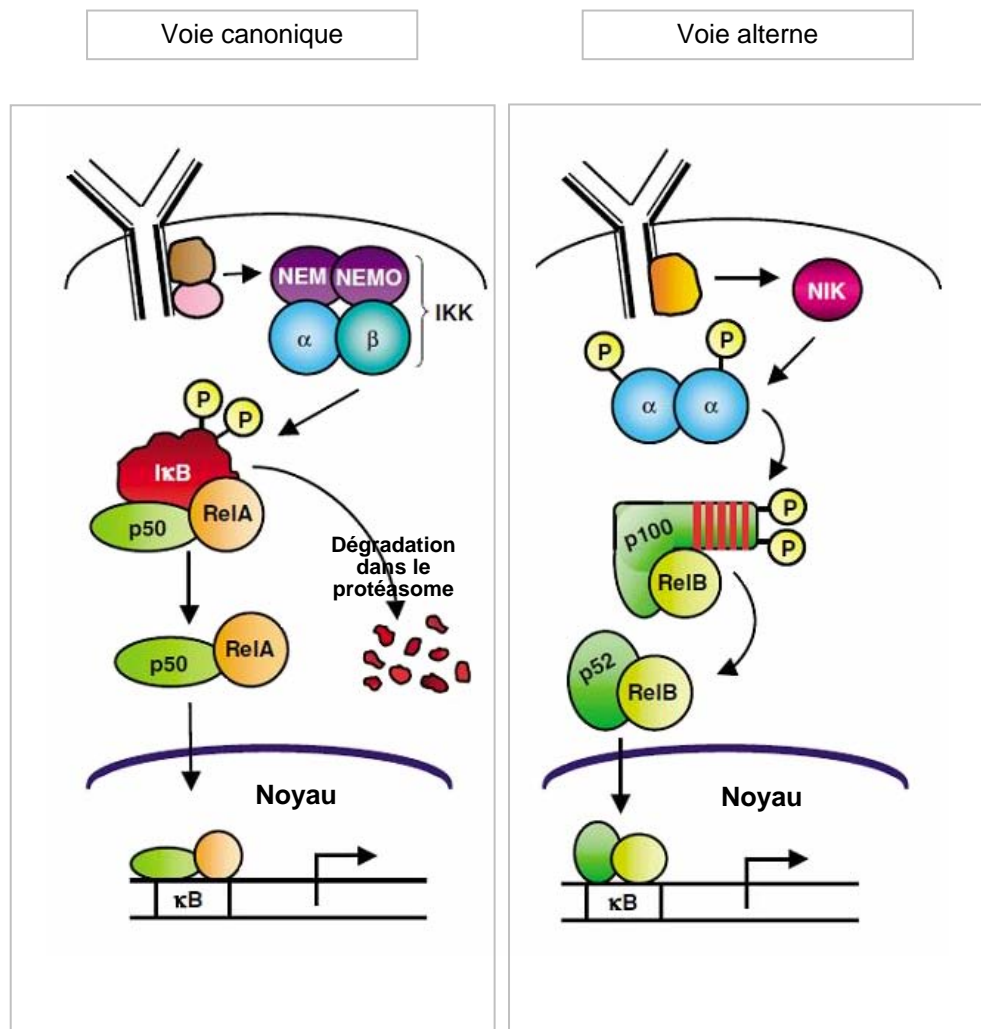 Voie canonique
Voie alterne
NEM NEMO
IKK
α β
P P
IκB
p50 RelA
Dégradation
dans le
protéasome
p50 RelA
Noyau
κB
NIK
P P
α α
p100 P
P
RelB
p52
RelB
Noyau
κB